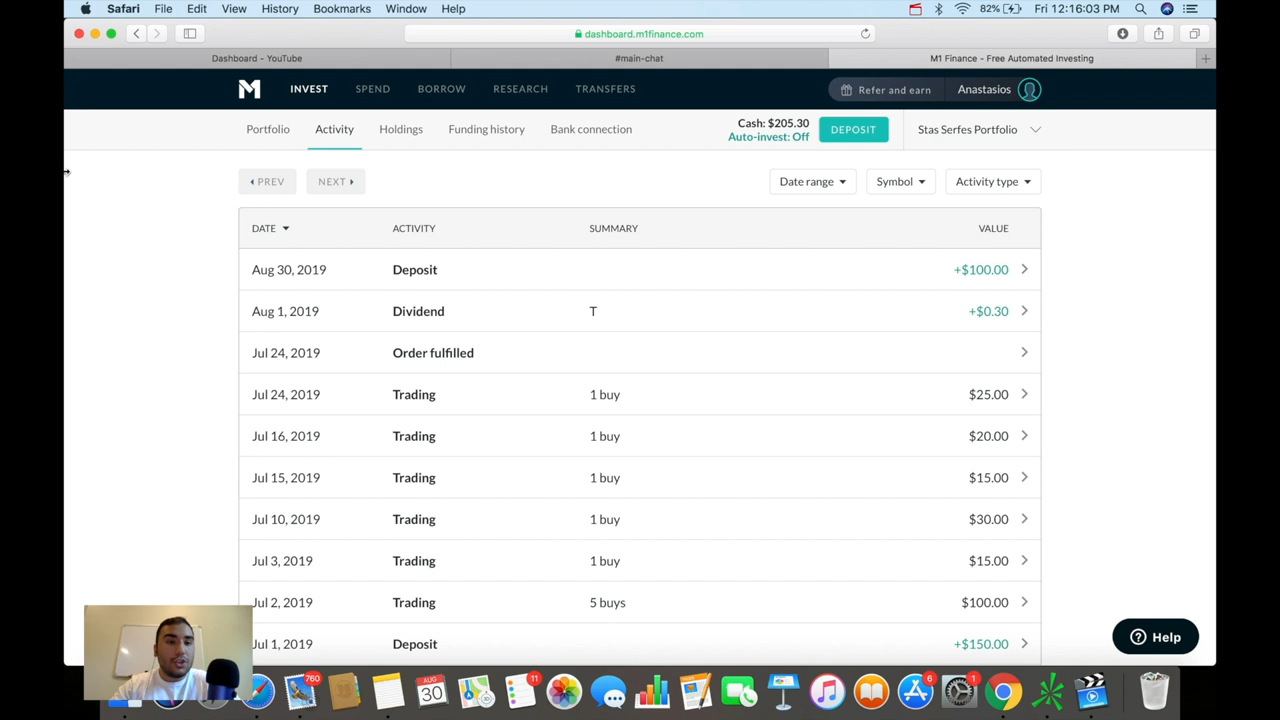 Safari File Edit View History Bookmarks Window Help 82% Fri 12:16:03 PM
dashboard.m1finance.com
Dashboard - YouTube #main-chat M1 Finance - Free Automated Investing
M INVEST SPEND BORROW RESEARCH TRANSFERS Refer and earn Anastasios
Portfolio Activity Holdings Funding history Bank connection Cash: $205.30 DEPOSIT Stas Serfes Portfolio
Auto-invest: Off
PREV NEXT Date range Symbol Activity type
DATE ACTIVITY SUMMARY VALUE
Aug 30, 2019 Deposit +$100.00
Aug 1, 2019 Dividend T +$0.30
Jul 24, 2019 Order fulfilled
Jul 24, 2019 Trading 1 buy $25.00
Jul 16, 2019 Trading 1 buy $20.00
Jul 15, 2019 Trading 1 buy $15.00
Jul 10, 2019 Trading 1 buy $30.00
Jul 3, 2019 Trading 1 buy $15.00
Jul 2, 2019 Trading 5 buys $100.00
Jul 1, 2019 Deposit +$150.00
? Help
760 AUG 30 11 6 1